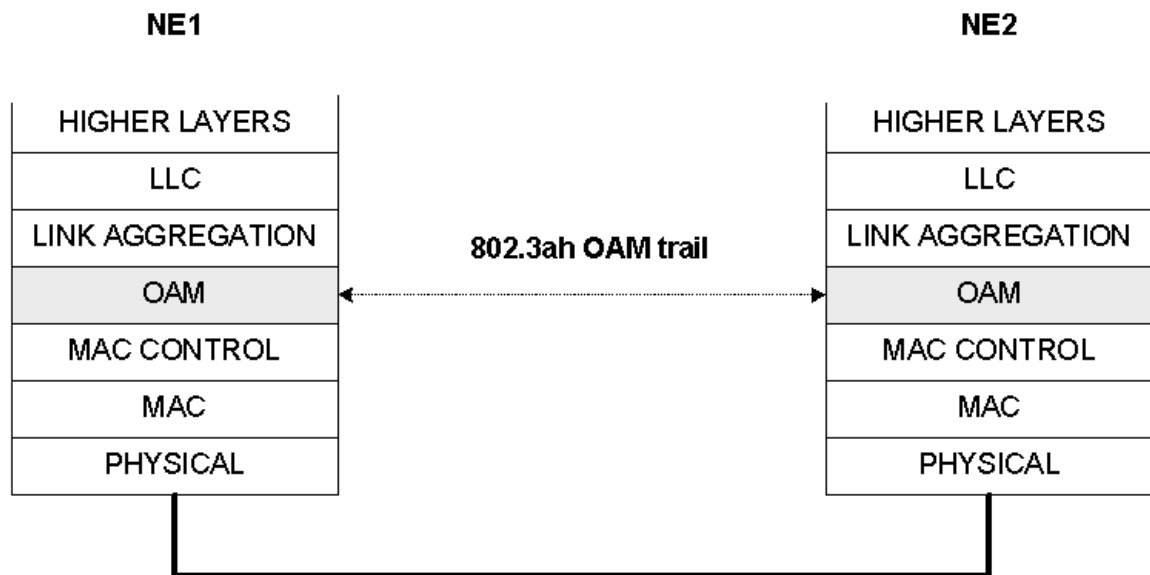 NE1
NE2
HIGHER LAYERS
HIGHER LAYERS
LLC
LLC
LINK AGGREGATION
LINK AGGREGATION
802.3ah OAM trail
OAM
OAM
MAC CONTROL
MAC CONTROL
MAC
MAC
PHYSICAL
PHYSICAL